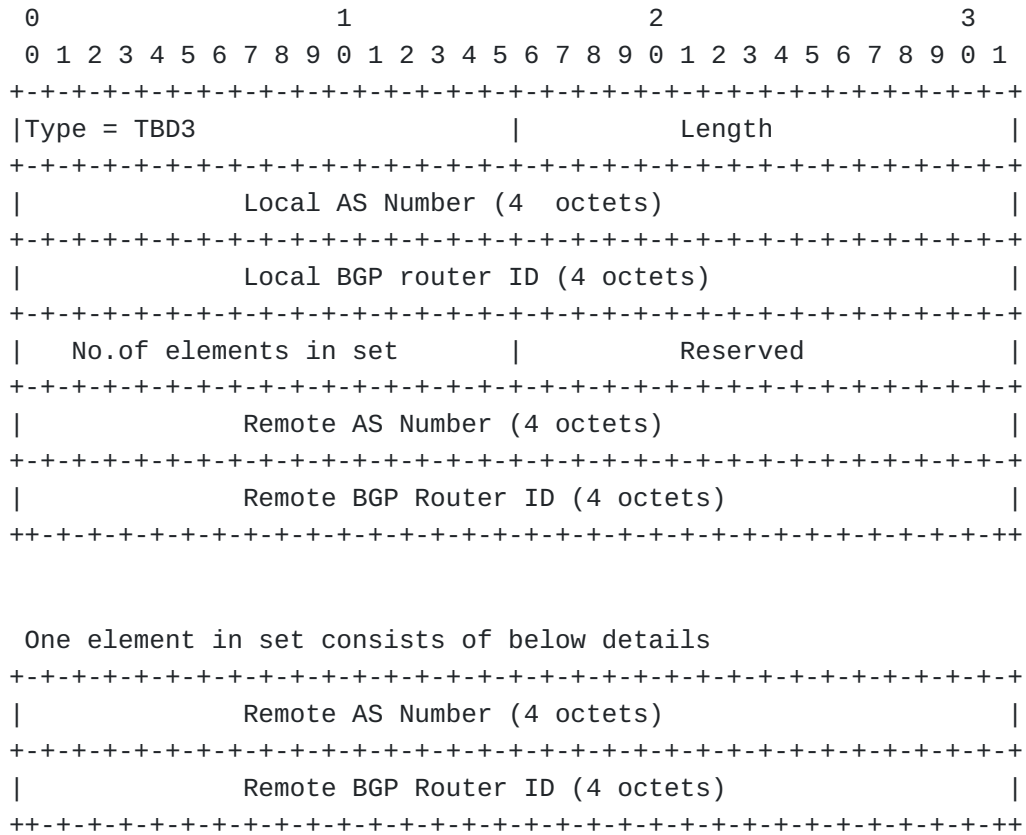 0                   1                   2                   3
 0 1 2 3 4 5 6 7 8 9 0 1 2 3 4 5 6 7 8 9 0 1 2 3 4 5 6 7 8 9 0 1
+-+-+-+-+-+-+-+-+-+-+-+-+-+-+-+-+-+-+-+-+-+-+-+-+-+-+-+-+-+-+-+-+
|Type = TBD3                    |          Length               |
+-+-+-+-+-+-+-+-+-+-+-+-+-+-+-+-+-+-+-+-+-+-+-+-+-+-+-+-+-+-+-+-+
|              Local AS Number (4  octets)                      |
+-+-+-+-+-+-+-+-+-+-+-+-+-+-+-+-+-+-+-+-+-+-+-+-+-+-+-+-+-+-+-+-+
|              Local BGP router ID (4 octets)                   |
+-+-+-+-+-+-+-+-+-+-+-+-+-+-+-+-+-+-+-+-+-+-+-+-+-+-+-+-+-+-+-+-+
|   No.of elements in set       |          Reserved             |
+-+-+-+-+-+-+-+-+-+-+-+-+-+-+-+-+-+-+-+-+-+-+-+-+-+-+-+-+-+-+-+-+
|              Remote AS Number (4 octets)                      |
+-+-+-+-+-+-+-+-+-+-+-+-+-+-+-+-+-+-+-+-+-+-+-+-+-+-+-+-+-+-+-+-+
|              Remote BGP Router ID (4 octets)                  |
++-+-+-+-+-+-+-+-+-+-+-+-+-+-+-+-+-+-+-+-+-+-+-+-+-+-+-+-+-+-+-++
 One element in set consists of below details
+-+-+-+-+-+-+-+-+-+-+-+-+-+-+-+-+-+-+-+-+-+-+-+-+-+-+-+-+-+-+-+-+
|              Remote AS Number (4 octets)                      |
+-+-+-+-+-+-+-+-+-+-+-+-+-+-+-+-+-+-+-+-+-+-+-+-+-+-+-+-+-+-+-+-+
|              Remote BGP Router ID (4 octets)                  |
++-+-+-+-+-+-+-+-+-+-+-+-+-+-+-+-+-+-+-+-+-+-+-+-+-+-+-+-+-+-+-++